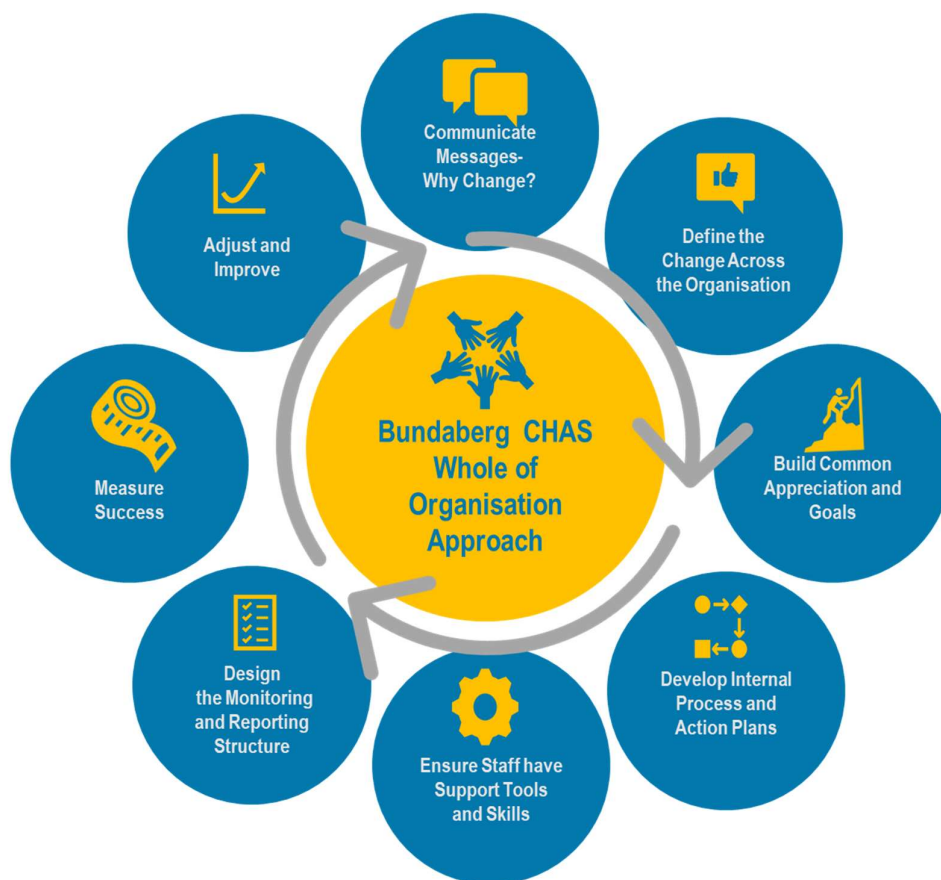 Communicate
Messages-
Why Change?
Define the
Change Across
the Organisation
Build Common
Appreciation and
Goals
Develop Internal
Process and
Action Plans
Ensure Staff have
Support Tools
and Skills
Design
the Monitoring
and Reporting
Structure
Measure
Success
Adjust and
Improve
Bundaberg CHAS
Whole of
Organisation
Approach